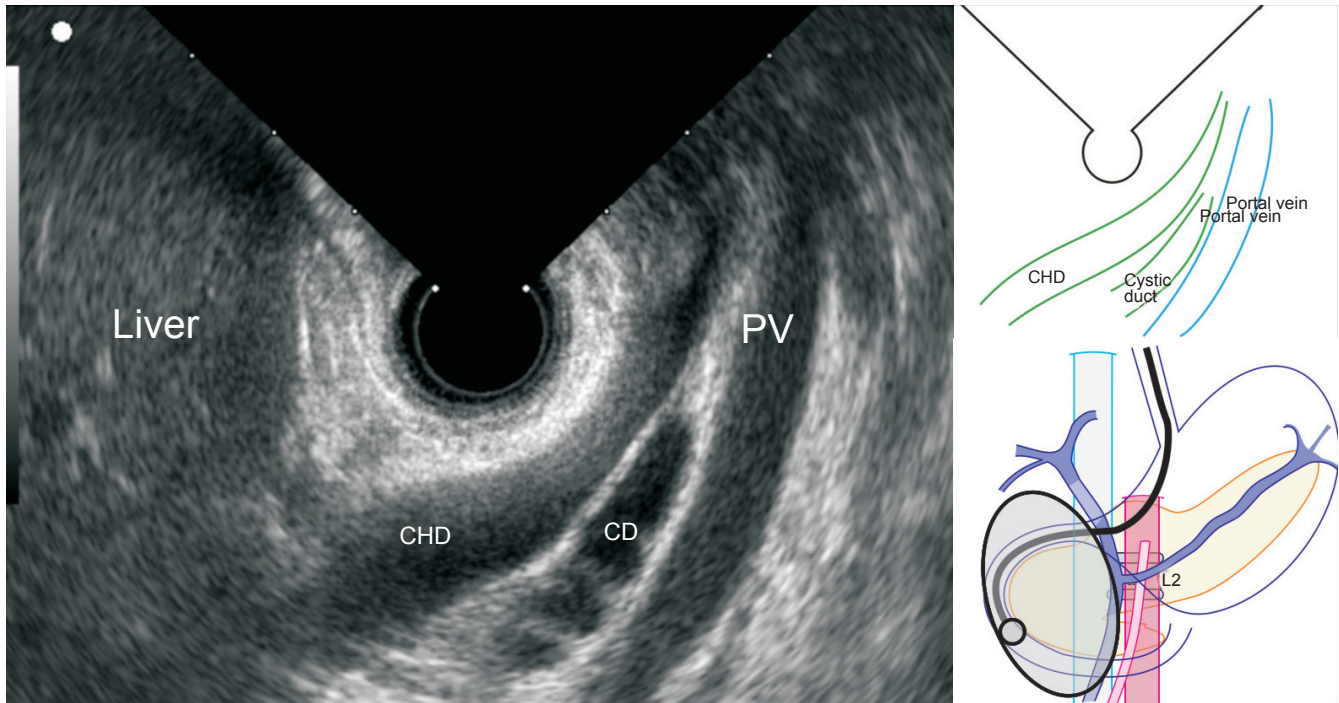 Liver
PV
CHD
CD
Portal vein
Portal vein
CHD
Cystic
duct
L2